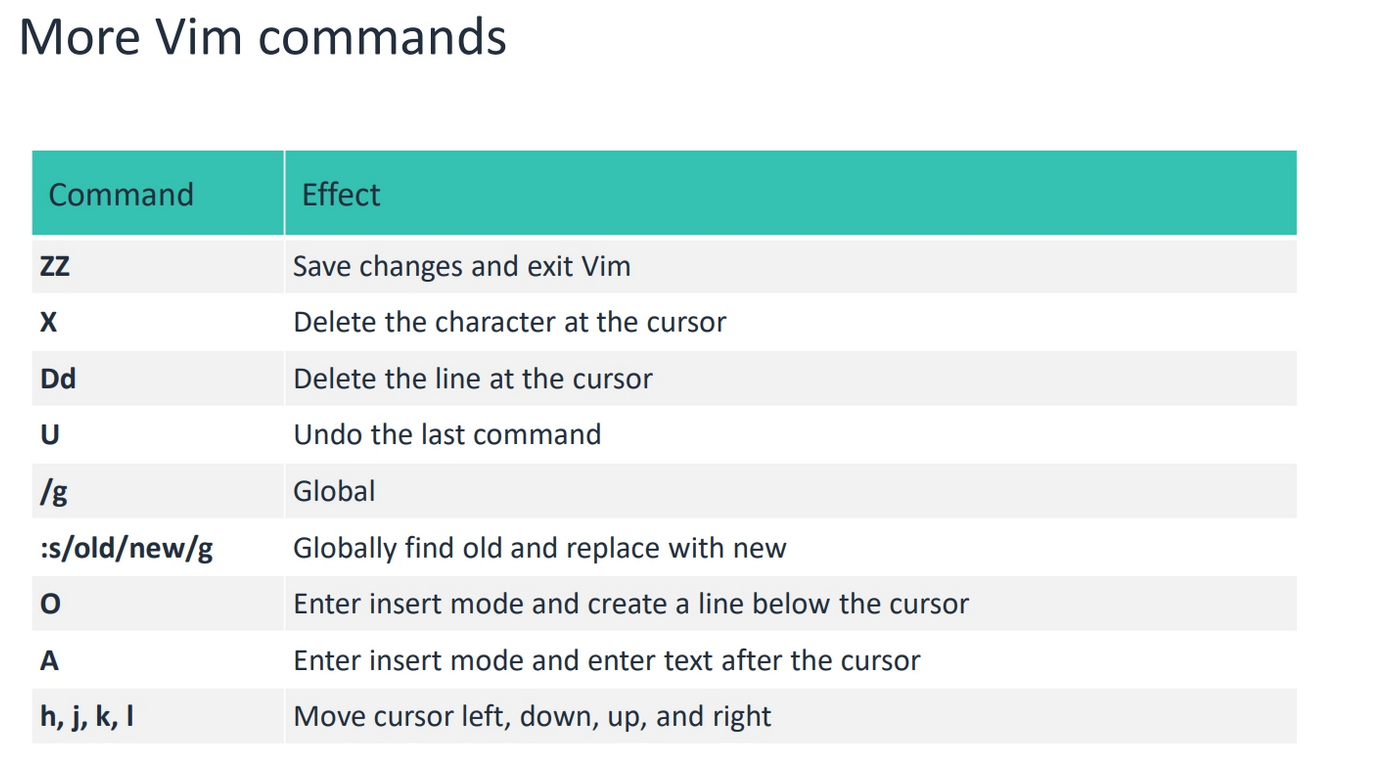 More Vim commands
Command Effect
ZZ Save changes and exit Vim
X Delete the character at the cursor
Dd Delete the line at the cursor
U Undo the last command
/g Global
:s/old/new/g Globally find old and replace with new
O Enter insert mode and create a line below the cursor
A Enter insert mode and enter text after the cursor
h, j, k, l Move cursor left, down, up, and right